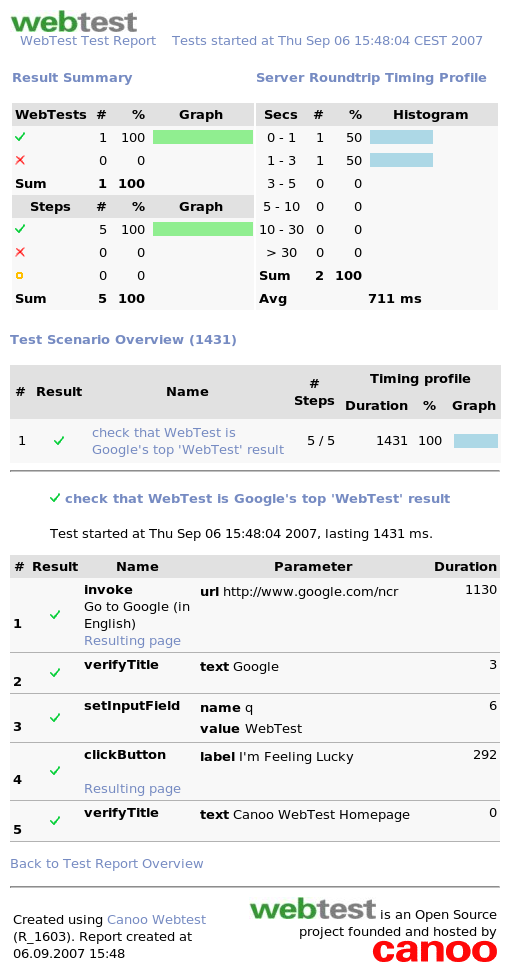 webtest
WebTest Test Report Tests started at Thu Sep 06 15:48:04 CEST 2007
Result Summary
WebTests # % Graph
1 100
0 0
Sum 1 100
Steps # % Graph
5 100
0 0
0 0
Sum 5 100
Server Roundtrip Timing Profile
Secs # % Histogram
0 - 1 1 50
1 - 3 1 50
3 - 5 0 0
5 - 10 0 0
10 - 30 0 0
> 30 0 0
Sum 2 100
Avg 711 ms
Test Scenario Overview (1431)
# Result Name # Steps Timing profile
Duration % Graph
1 check that WebTest is
Google's top 'WebTest' result 5 / 5 1431 100
check that WebTest is Google's top 'WebTest' result
Test started at Thu Sep 06 15:48:04 2007, lasting 1431 ms.
# Result Name Parameter Duration
1 invoke url http://www.google.com/ncr 1130
Go to Google (in
English)
Resulting page
2 verifyTitle text Google 3
3 setInputField name q 6
value WebTest
4 clickButton label I'm Feeling Lucky 292
Resulting page
5 verifyTitle text Canoo WebTest Homepage 0
Back to Test Report Overview
Created using Canoo Webtest
(R_1603). Report created at
06.09.2007 15:48
webtest is an Open Source
project founded and hosted by
canoo